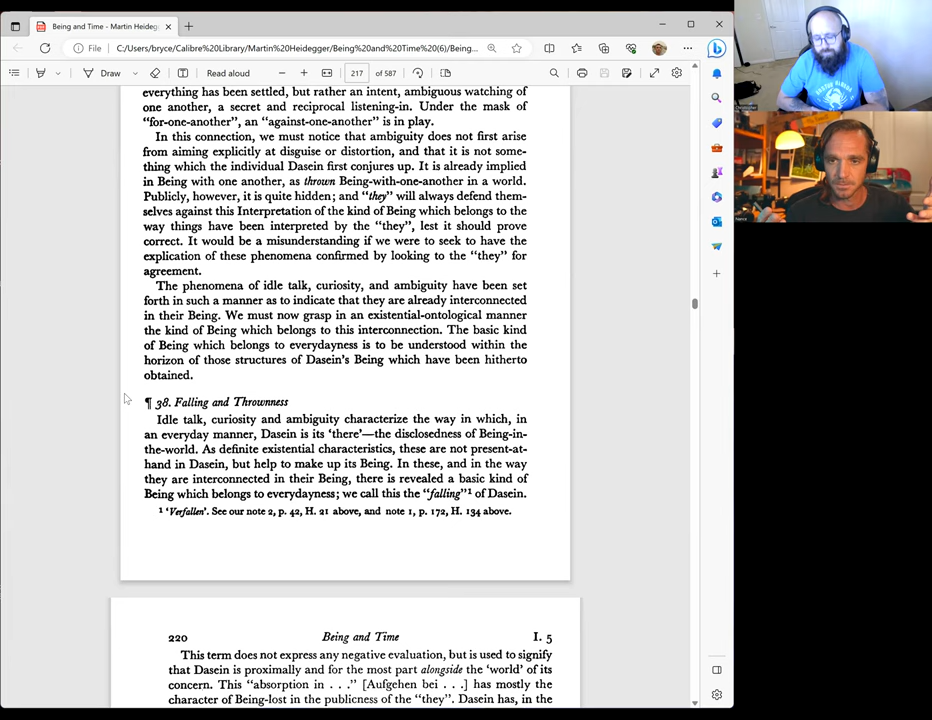 Being and Time - Martin Heideg
File
C:/Users/bryce/Calibre%20Library/Martin%20Heidegger/Being%20and%20Time%20(6)/Being...
Draw
Read aloud
217 of 587
everything has been settled, but rather an intent, ambiguous watching of
one another, a secret and reciprocal listening-in. Under the mask of
"for-one-another", an "against-one-another" is in play.
In this connection, we must notice that ambiguity does not first arise
from aiming explicitly at disguise or distortion, and that it is not some-
thing which the individual Dasein first conjures up. It is already implied
in Being with one another, as thrown Being-with-one-another in a world.
Publicly, however, it is quite hidden; and "they" will always defend them-
selves against this Interpretation of the kind of Being which belongs to the
way things have been interpreted by the "they", lest it should prove
correct. It would be a misunderstanding if we were to seek to have the
explication of these phenomena confirmed by looking to the "they" for
agreement.
The phenomena of idle talk, curiosity, and ambiguity have been set
forth in such a manner as to indicate that they are already interconnected
in their Being. We must now grasp in an existential-ontological manner
the kind of Being which belongs to this interconnection. The basic kind
of Being which belongs to everydayness is to be understood within the
horizon of those structures of Dasein's Being which have been hitherto
obtained.
¶ 38. Falling and Thrownness
Idle talk, curiosity and ambiguity characterize the way in which, in
an everyday manner, Dasein is its 'there'—the disclosedness of Being-in-
the-world. As definite existential characteristics, these are not present-at-
hand in Dasein, but help to make up its Being. In these, and in the way
they are interconnected in their Being, there is revealed a basic kind of
Being which belongs to everydayness; we call this the "falling"¹ of Dasein.
¹ 'Verfallen'. See our note 2, p. 42, H. 21 above, and note 1, p. 172, H. 134 above.
220 Being and Time I. 5
This term does not express any negative evaluation, but is used to signify
that Dasein is proximally and for the most part alongside the 'world' of its
concern. This "absorption in . . ." [Aufgehen bei . . .] has mostly the
character of Being-lost in the publicness of the "they". Dasein has, in the